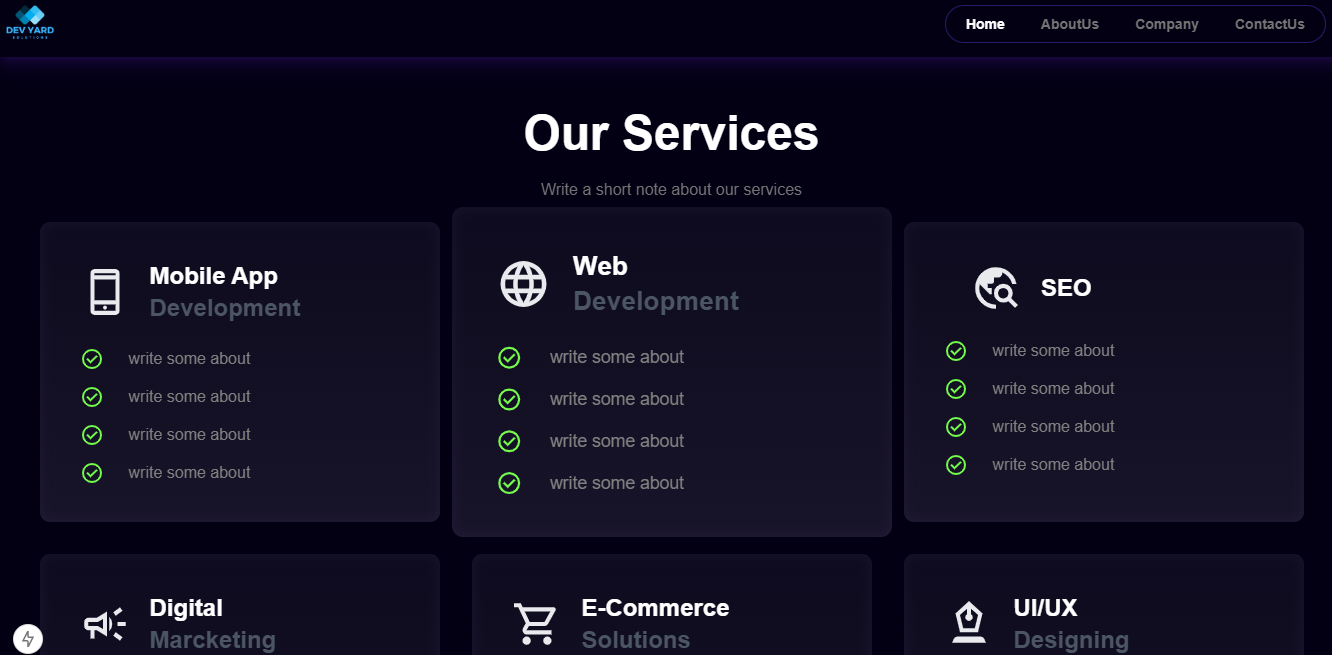 DEV YARD
SOLUTIONS
Home AboutUs Company ContactUs
Our Services
Write a short note about our services
Mobile App
Development
write some about
write some about
write some about
write some about
Web
Development
write some about
write some about
write some about
write some about
SEO
write some about
write some about
write some about
write some about
Digital
Marcketing
E-Commerce
Solutions
UI/UX
Designing